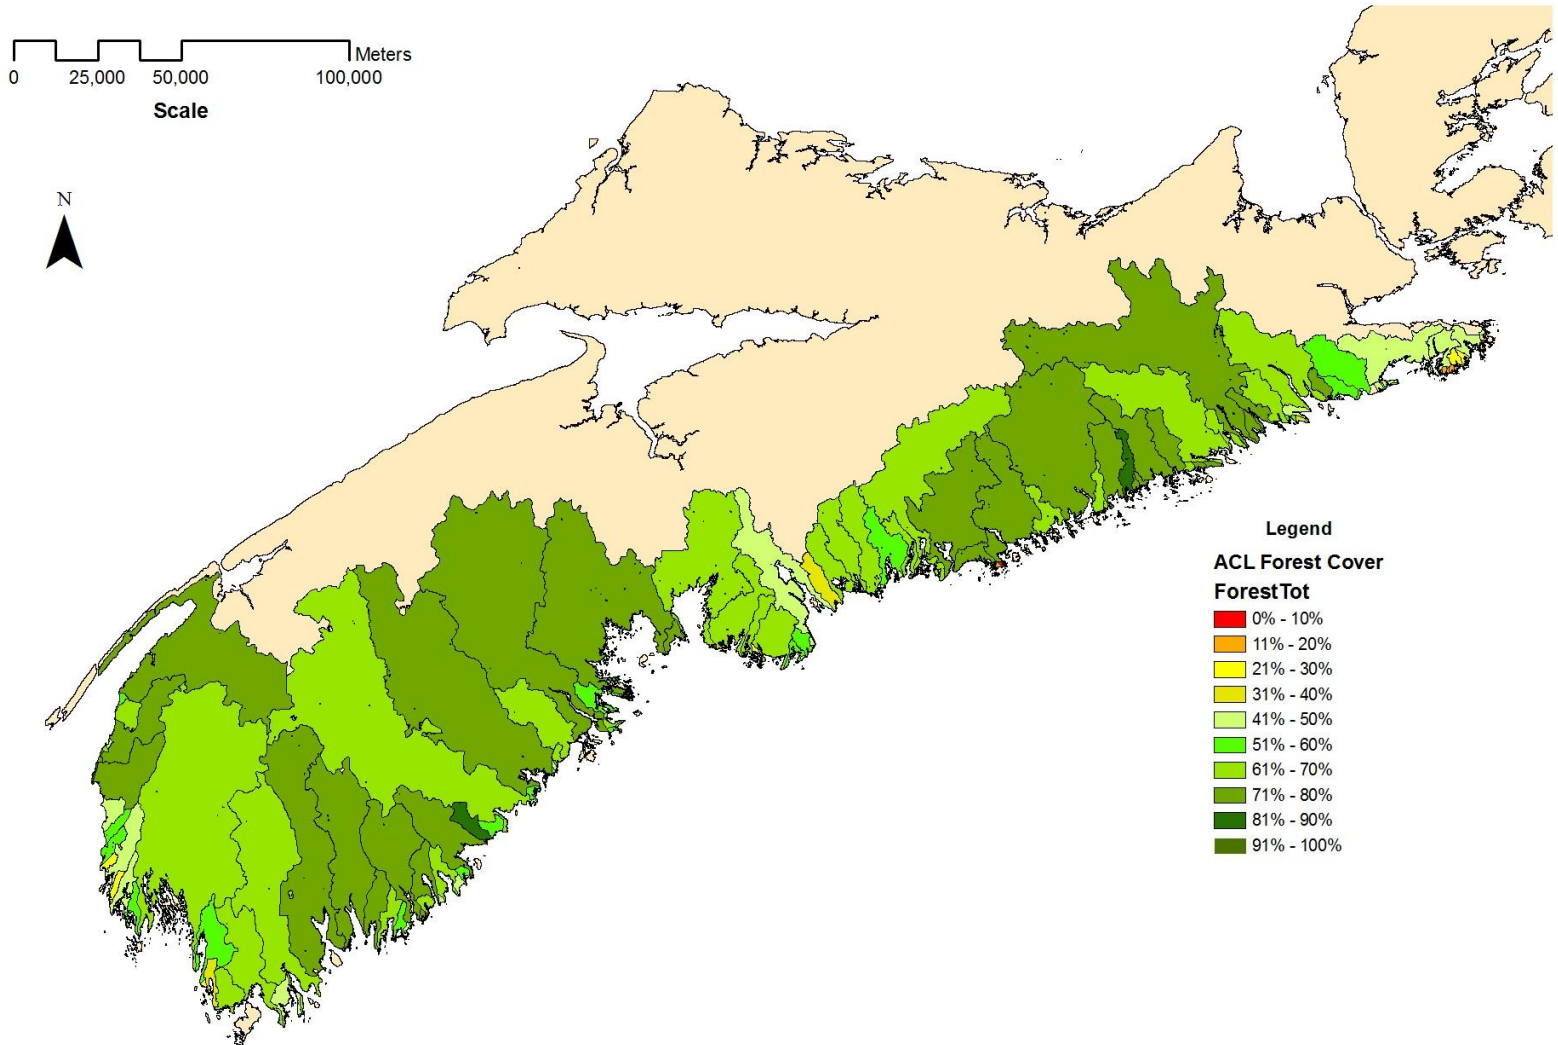 Meters
0 25,000 50,000 100,000
Scale
N
Legend
ACL Forest Cover
ForestTot
0% - 10%
11% - 20%
21% - 30%
31% - 40%
41% - 50%
51% - 60%
61% - 70%
71% - 80%
81% - 90%
91% - 100%